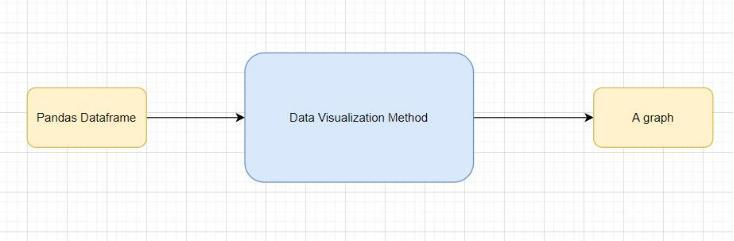 Pandas Dataframe
Data Visualization Method
A graph